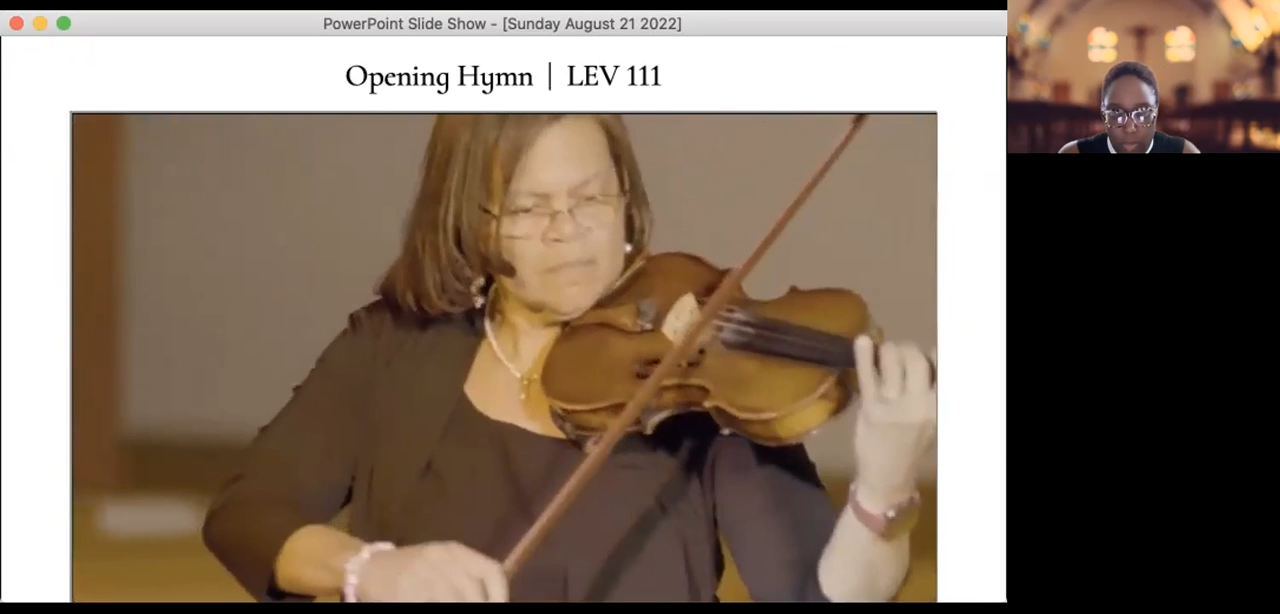 PowerPoint Slide Show - [Sunday August 21 2022]
Opening Hymn | LEV 111